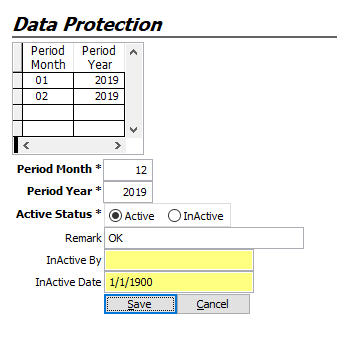 Data Protection
Period Month Period Year
01 2019
02 2019
Period Month * 12
Period Year * 2019
Active Status * Active InActive
Remark OK
InActive By
InActive Date 1/1/1900
Save Cancel